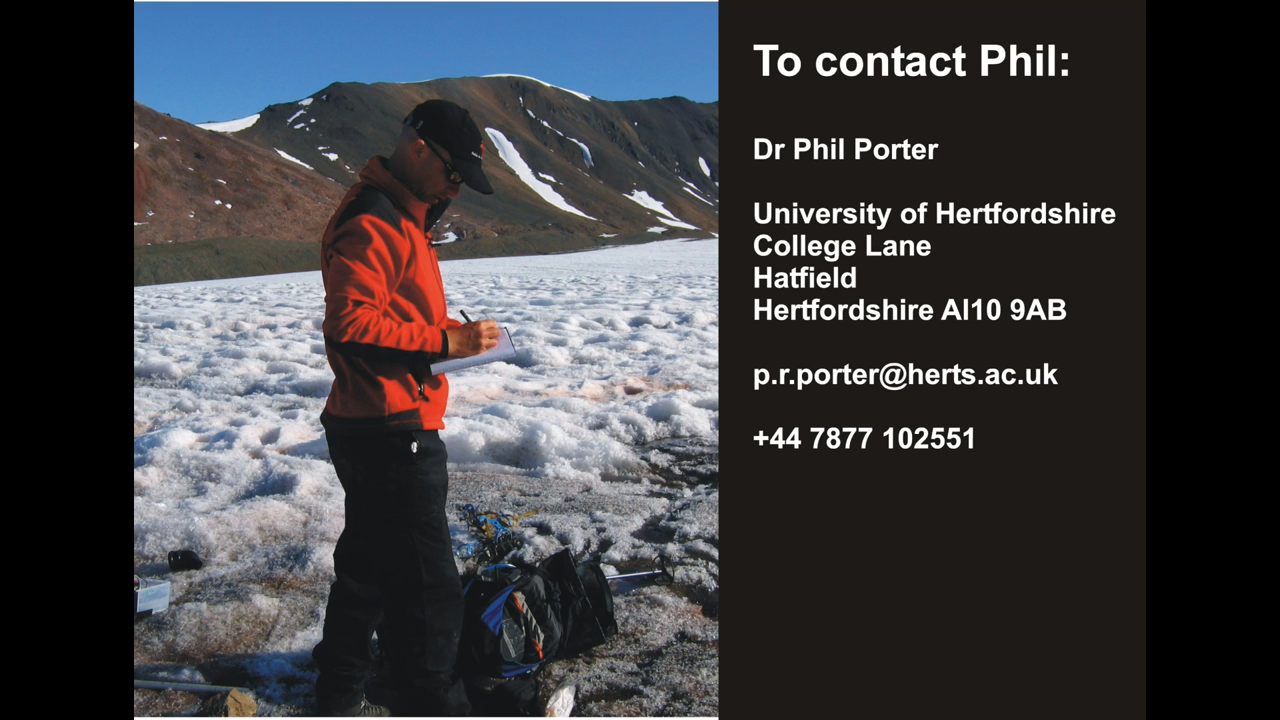 To contact Phil:
Dr Phil Porter
University of Hertfordshire
College Lane
Hatfield
Hertfordshire Al10 9AB
p.r.porter@herts.ac.uk
+44 7877 102551